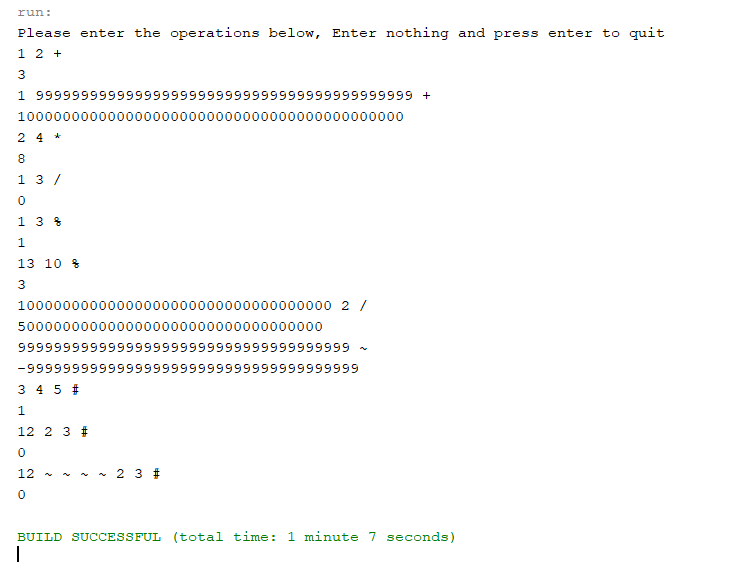 run:
Please enter the operations below, Enter nothing and press enter to quit
1 2 +
3
1 999999999999999999999999999999999999999999 +
1000000000000000000000000000000000000000000
2 4 *
8
1 3 /
0
1 3 %
1
13 10 %
3
10000000000000000000000000000000000 2 /
5000000000000000000000000000000000
9999999999999999999999999999999999999 ~
-9999999999999999999999999999999999999
3 4 5 #
1
12 2 3 #
0
12 ~ ~ ~ ~ 2 3 #
0
BUILD SUCCESSFUL (total time: 1 minute 7 seconds)